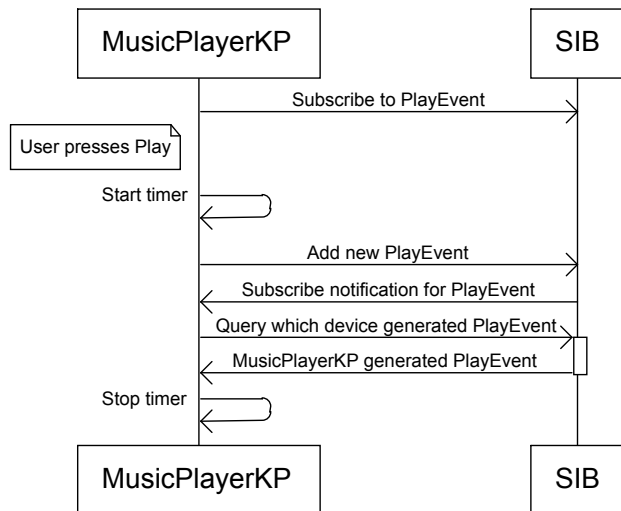 MusicPlayerKP
SIB
Subscribe to PlayEvent
User presses Play
Start timer
Add new PlayEvent
Subscribe notification for PlayEvent
Query which device generated PlayEvent
MusicPlayerKP generated PlayEvent
Stop timer
MusicPlayerKP
SIB